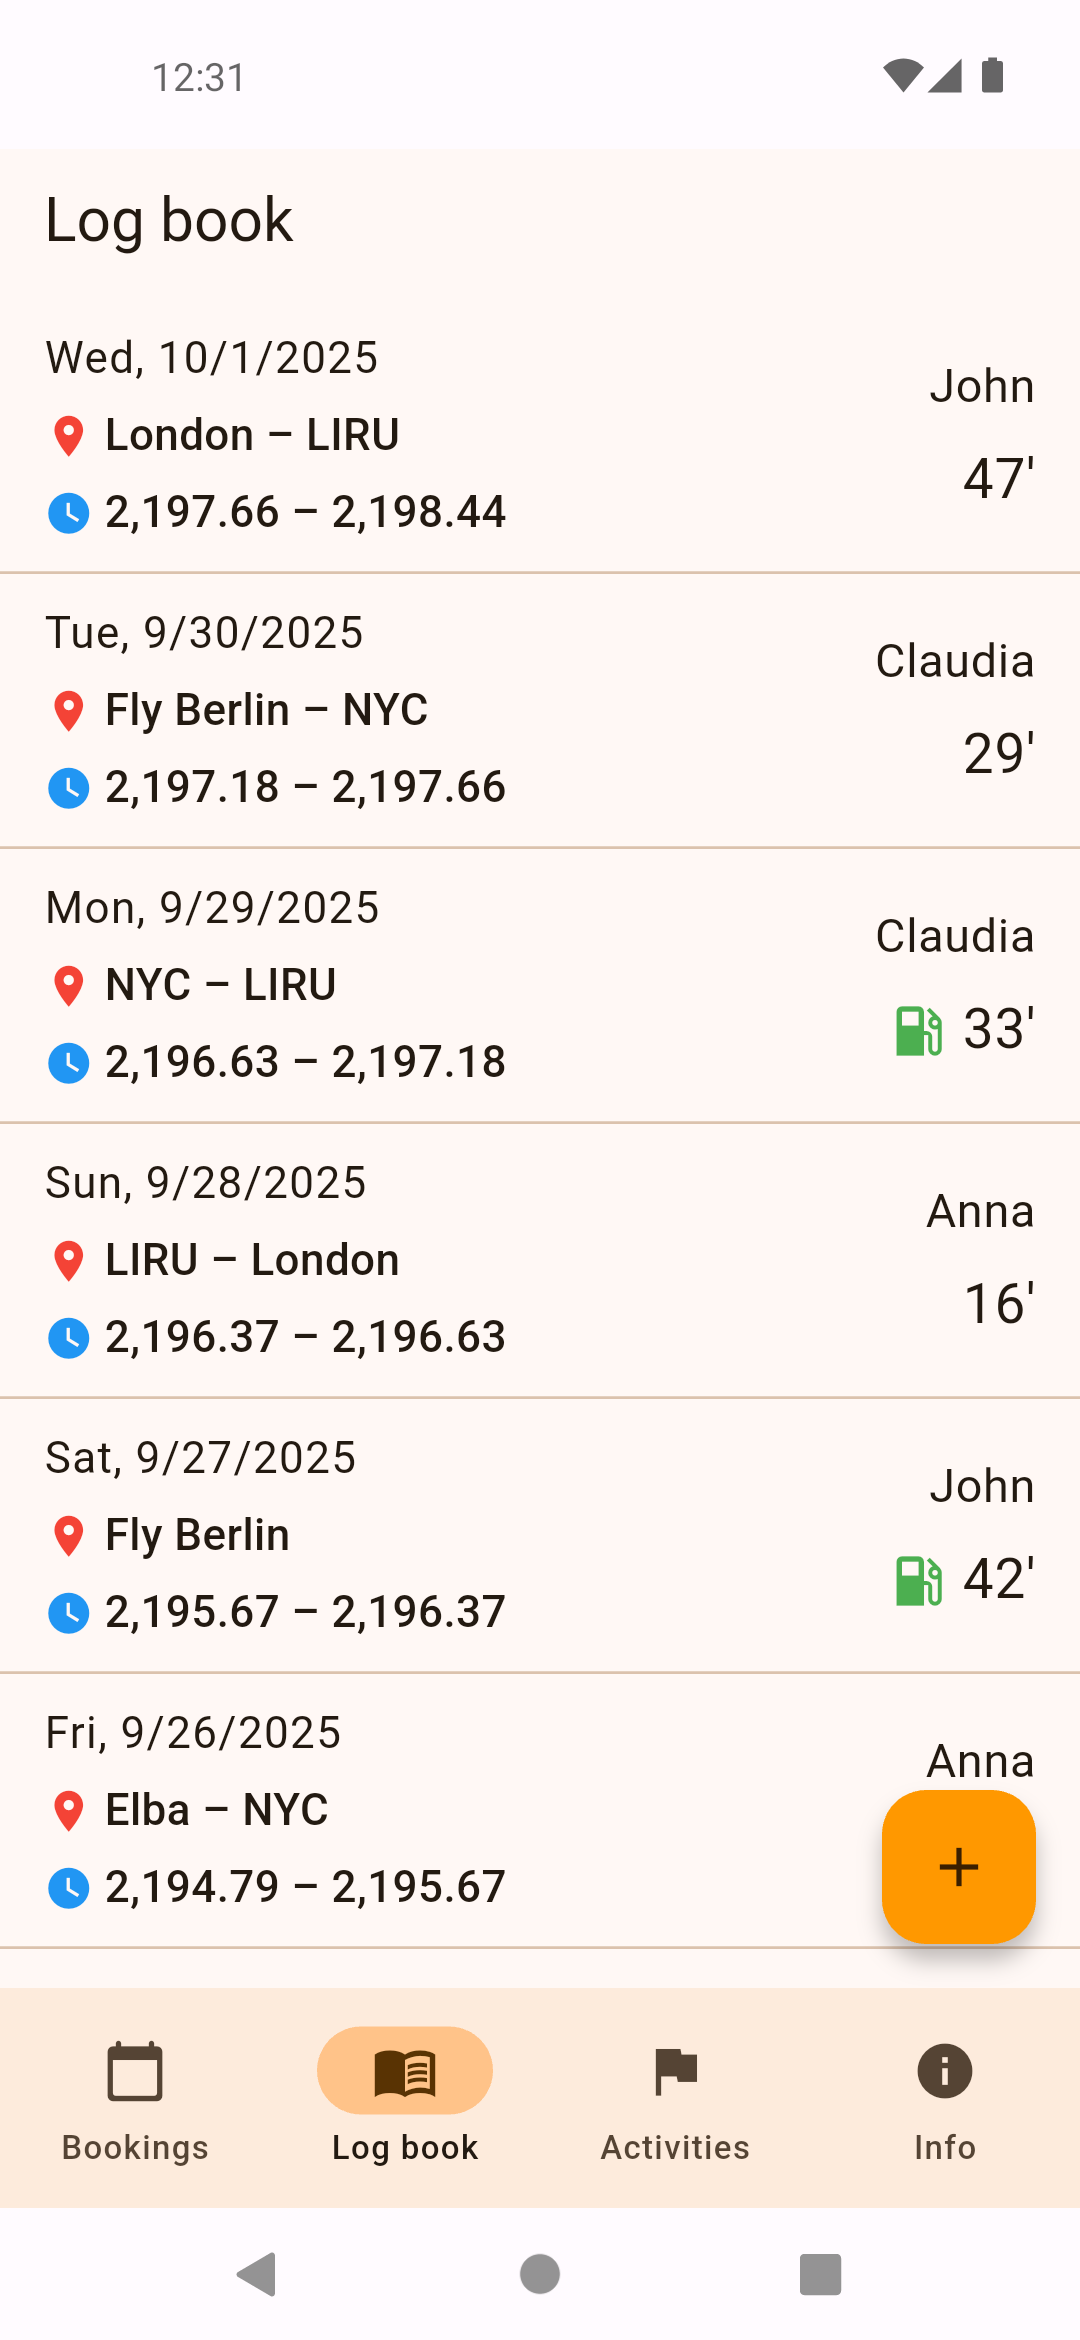 12:31
Log book
Wed, 10/1/2025
John
London – LIRU
47'
2,197.66 – 2,198.44
Tue, 9/30/2025
Claudia
Fly Berlin – NYC
29'
2,197.18 – 2,197.66
Mon, 9/29/2025
Claudia
NYC – LIRU
33'
2,196.63 – 2,197.18
Sun, 9/28/2025
Anna
LIRU – London
16'
2,196.37 – 2,196.63
Sat, 9/27/2025
John
Fly Berlin
42'
2,195.67 – 2,196.37
Fri, 9/26/2025
Anna
Elba – NYC
2,194.79 – 2,195.67
Bookings
Log book
Activities
Info